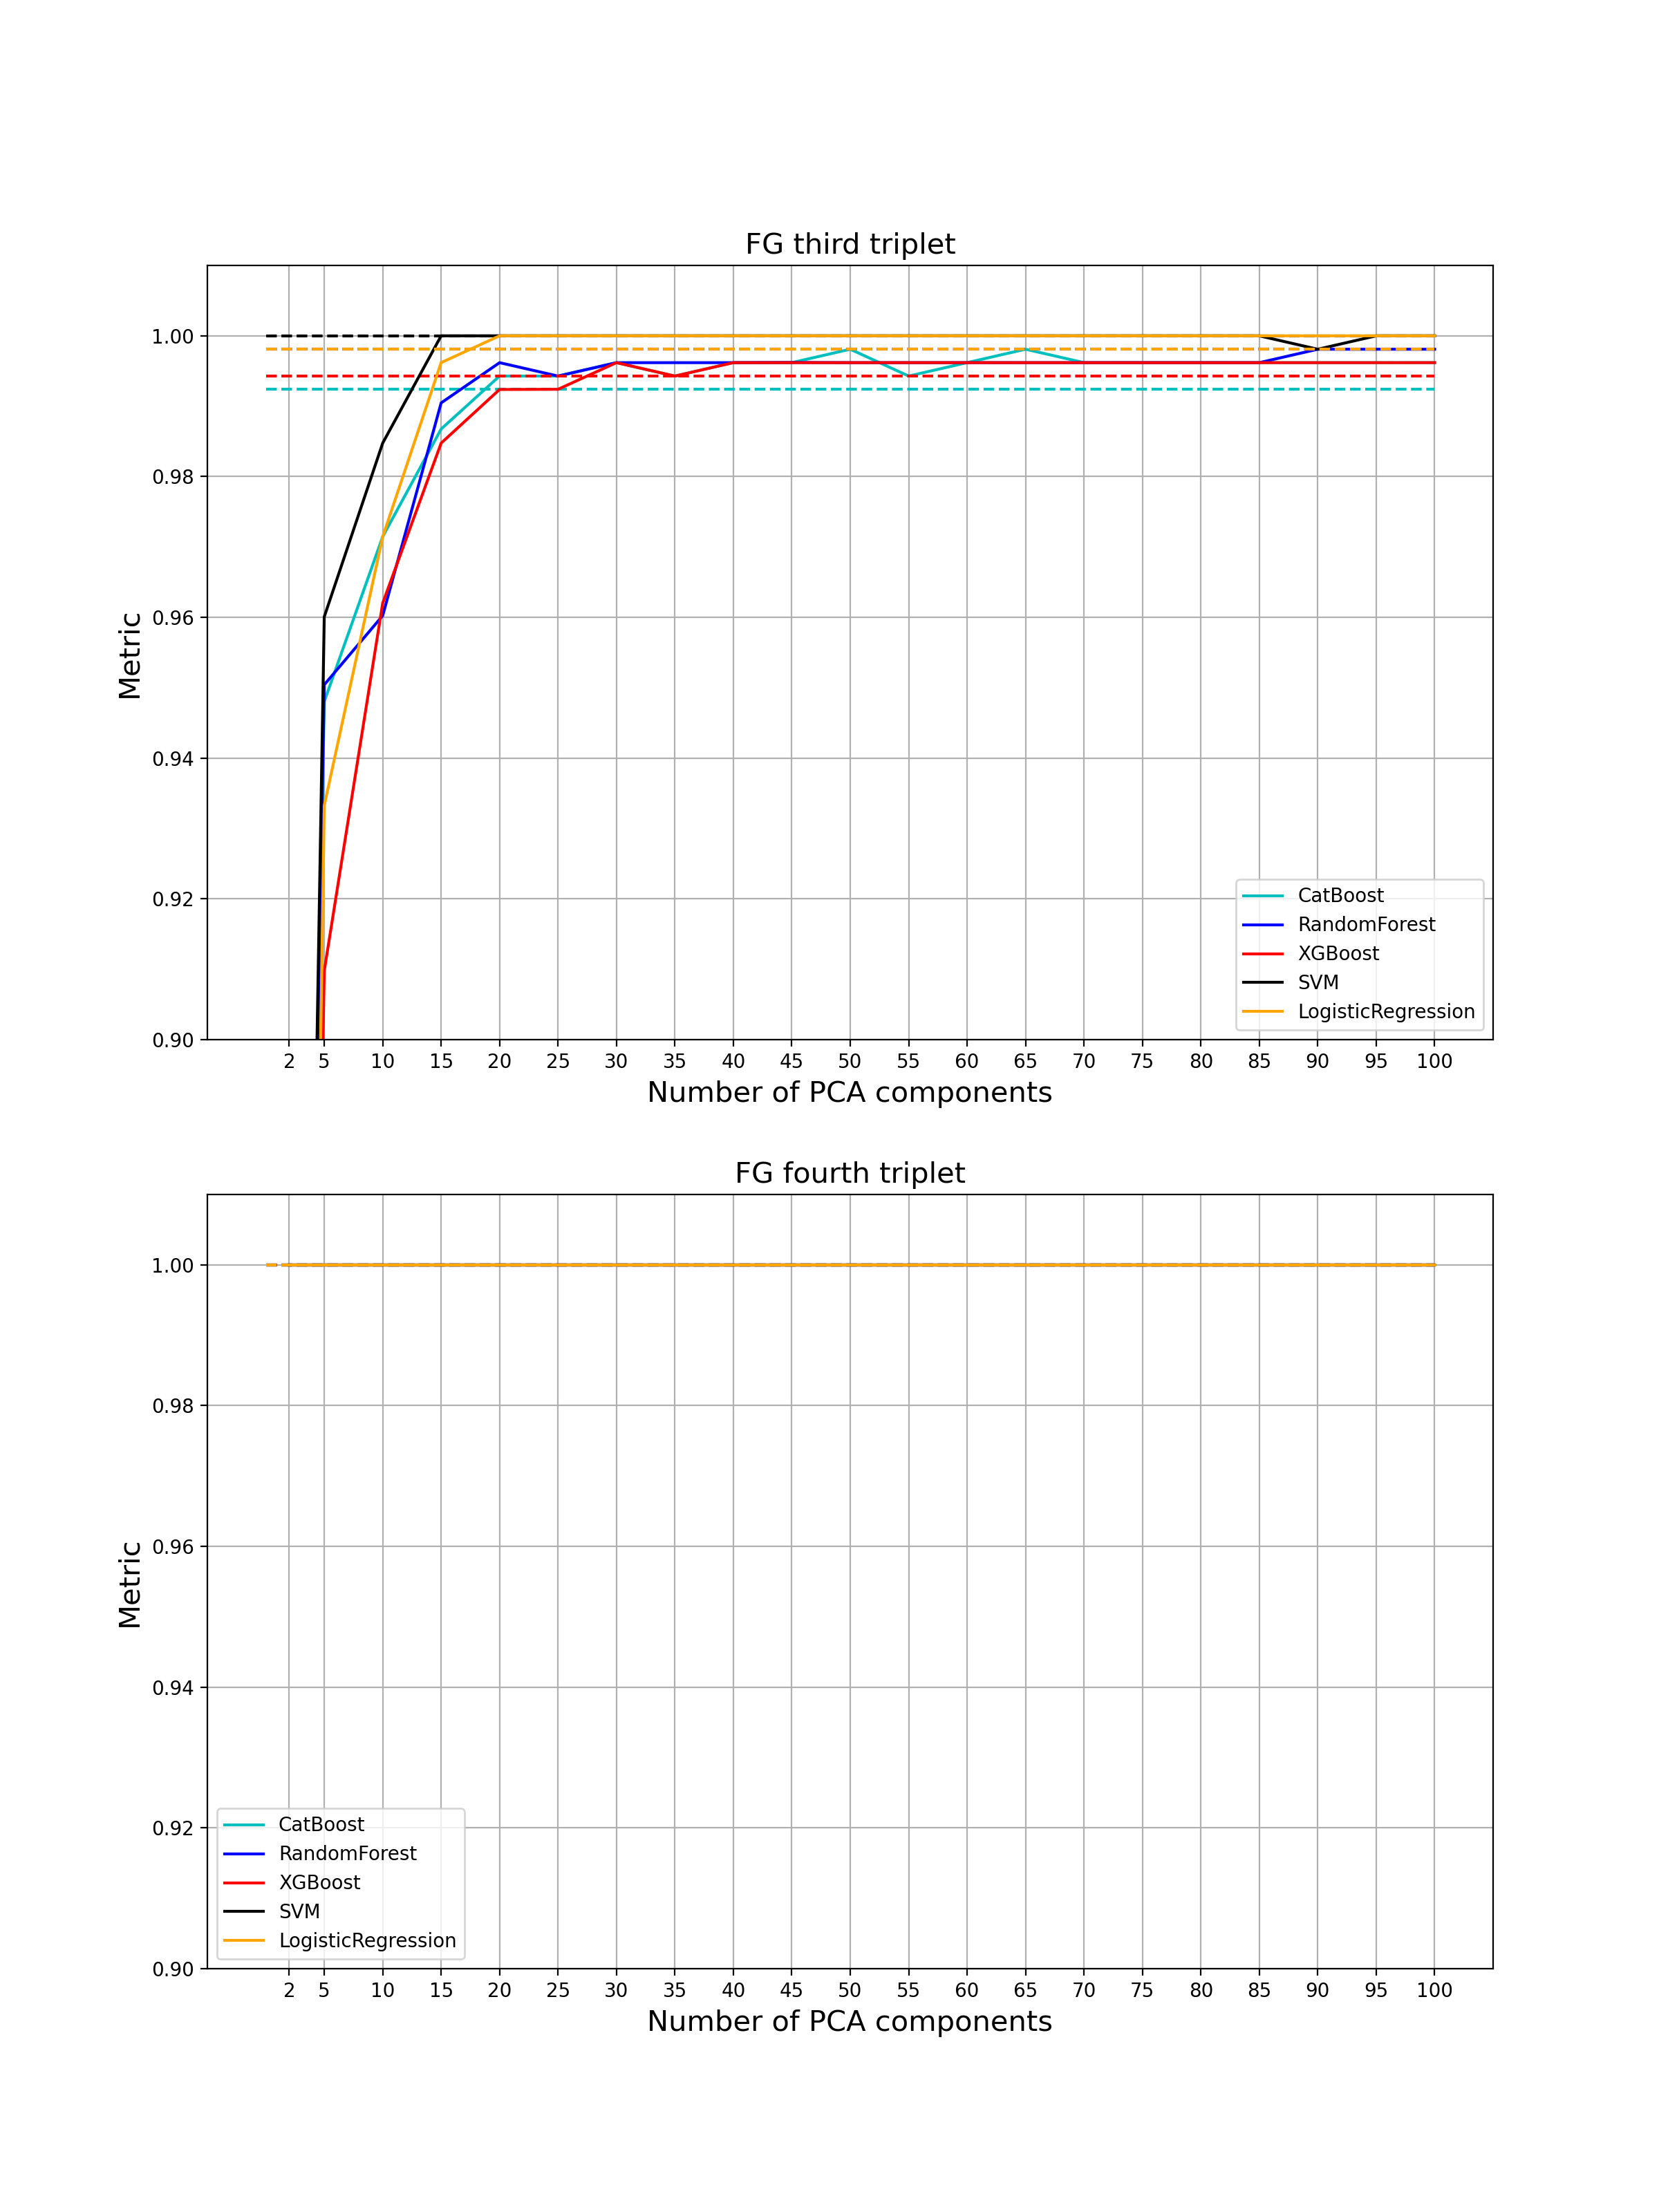 FG third triplet
1.00
0.98
0.96
0.94
0.92
0.90
Metric
CatBoost
RandomForest
XGBoost
SVM
LogisticRegression
2 5 10 15 20 25 30 35 40 45 50 55 60 65 70 75 80 85 90 95 100
Number of PCA components
FG fourth triplet
1.00
0.98
0.96
0.94
0.92
0.90
Metric
CatBoost
RandomForest
XGBoost
SVM
LogisticRegression
2 5 10 15 20 25 30 35 40 45 50 55 60 65 70 75 80 85 90 95 100
Number of PCA components